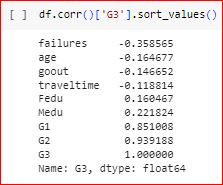 [ ] df.corr()['G3'].sort_values()
failures -0.358565
age -0.164677
goout -0.146652
traveltime -0.118814
Fedu 0.160467
Medu 0.221824
G1 0.851008
G2 0.939188
G3 1.000000
Name: G3, dtype: float64